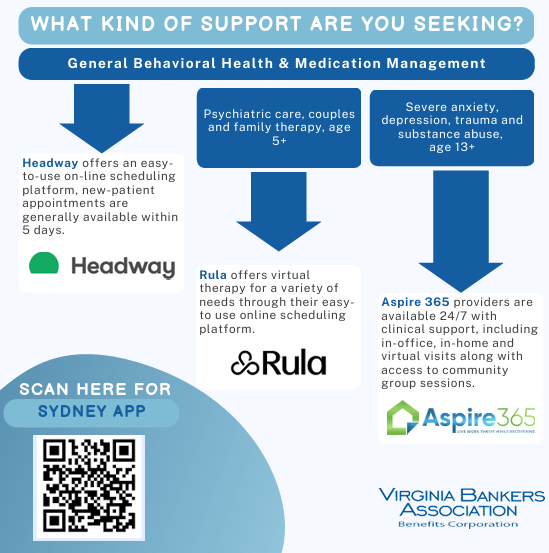 WHAT KIND OF SUPPORT ARE YOU SEEKING?
General Behavioral Health & Medication Management
Headway offers an easy-
to-use on-line scheduling
platform, new-patient
appointments are
generally available within
5 days.
Headway
Psychiatric care, couples
and family therapy, age
5+
Rula offers virtual
therapy for a variety of
needs through their easy-
to use online scheduling
platform.
Rula
Severe anxiety,
depression, trauma and
substance abuse,
age 13+
Aspire 365 providers are
available 24/7 with
clinical support, including
in-office, in-home and
virtual visits along with
access to community
group sessions.
Aspire365
LIVE WORK THRIVE WHILE RECOVERING
SCAN HERE FOR
SYDNEY APP
VIRGINIA BANKERS
ASSOCIATION
Benefits Corporation